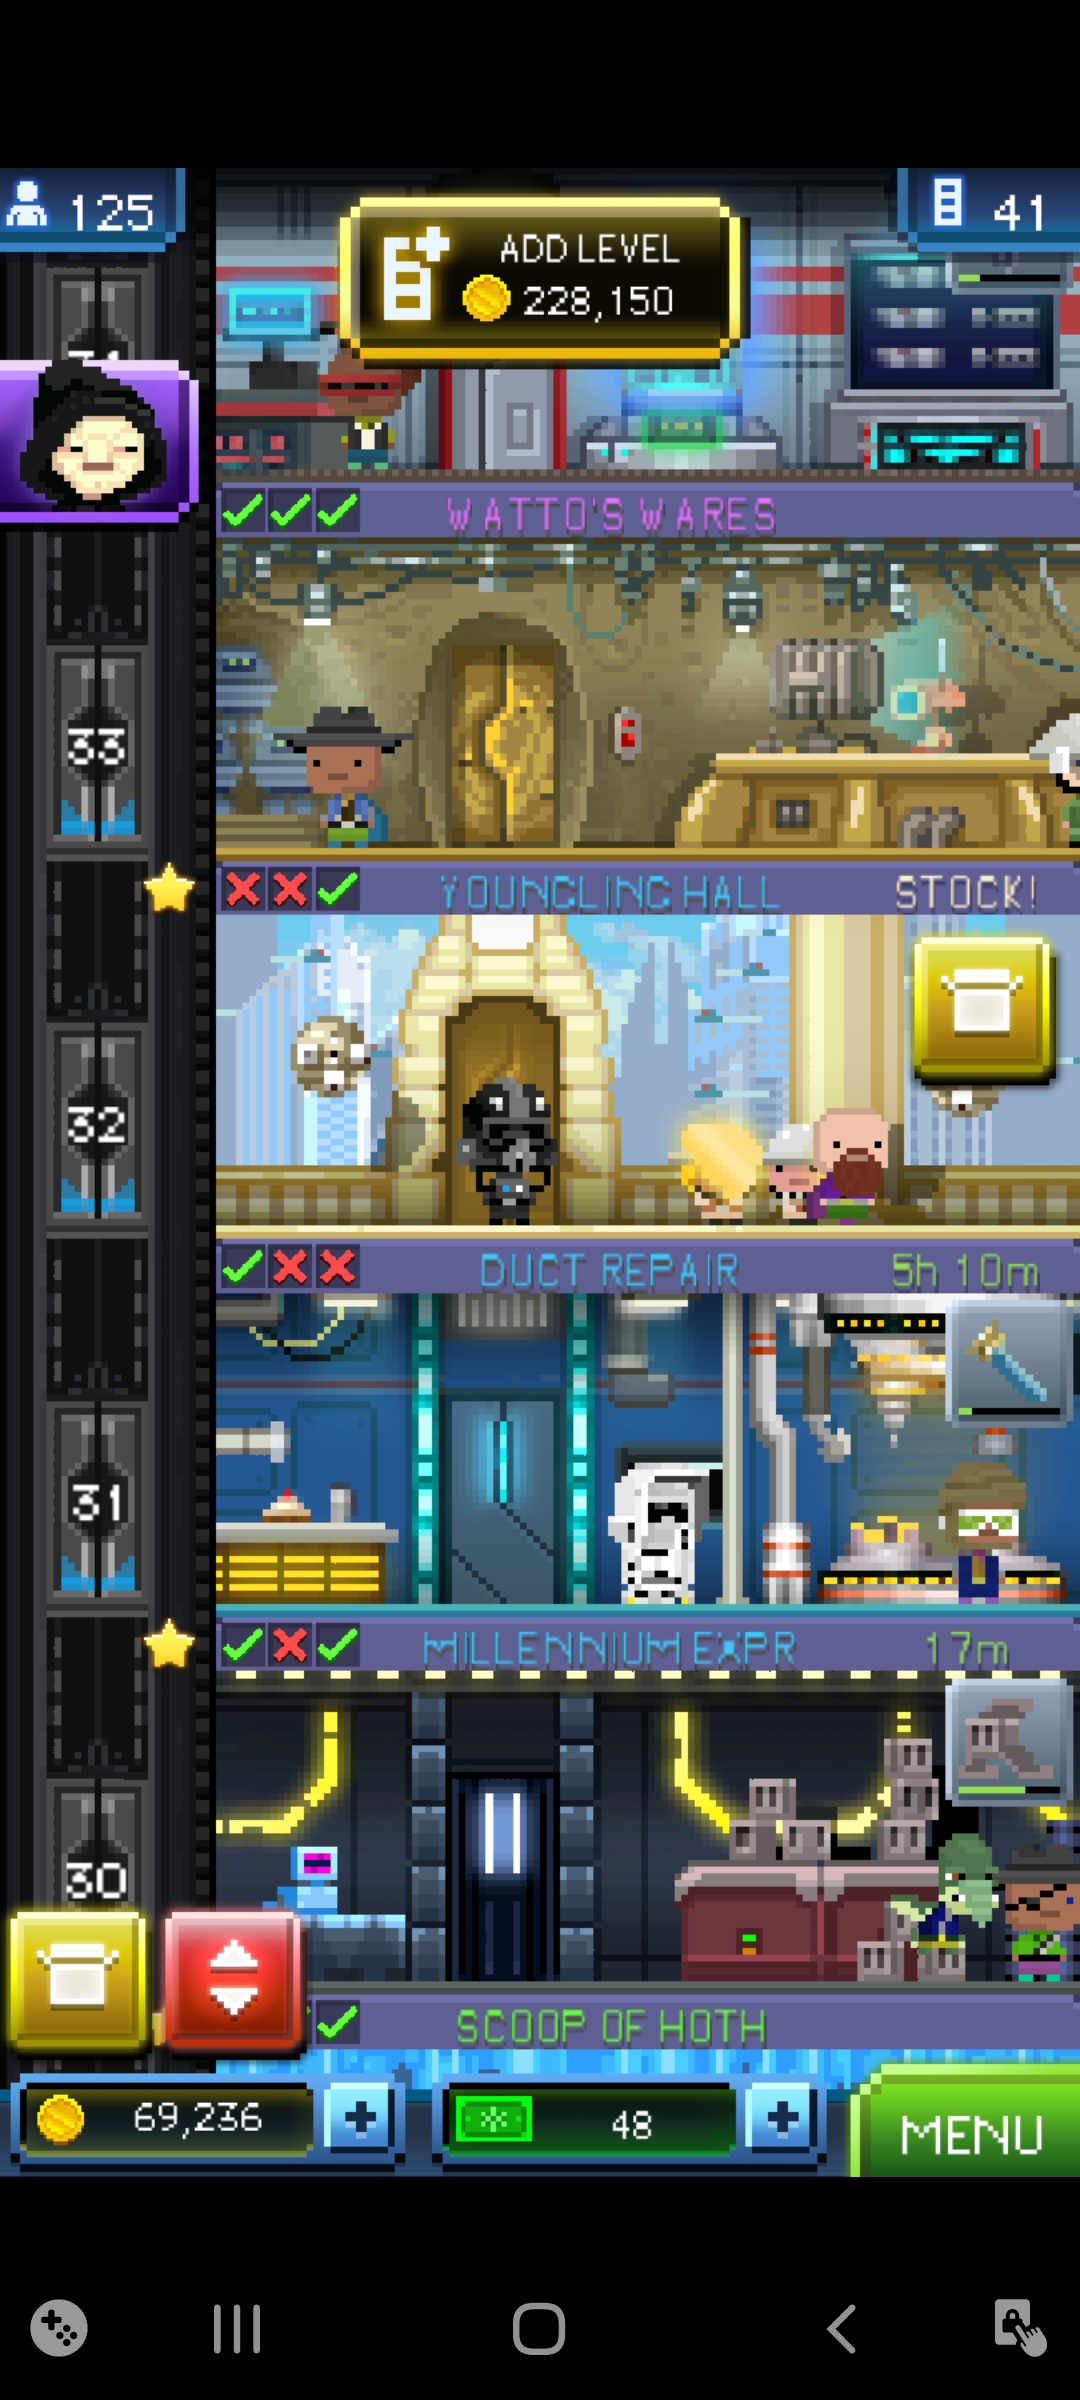 125
ADD LEVEL
228,150
41
WATTO'S WARES
33
YOUNGLING HALL
STOCK!
32
DUCT REPAIR
5h 10m
31
MILLENNIUM EXPR
17m
30
SCOOP OF HOTH
69,236
48
MENU